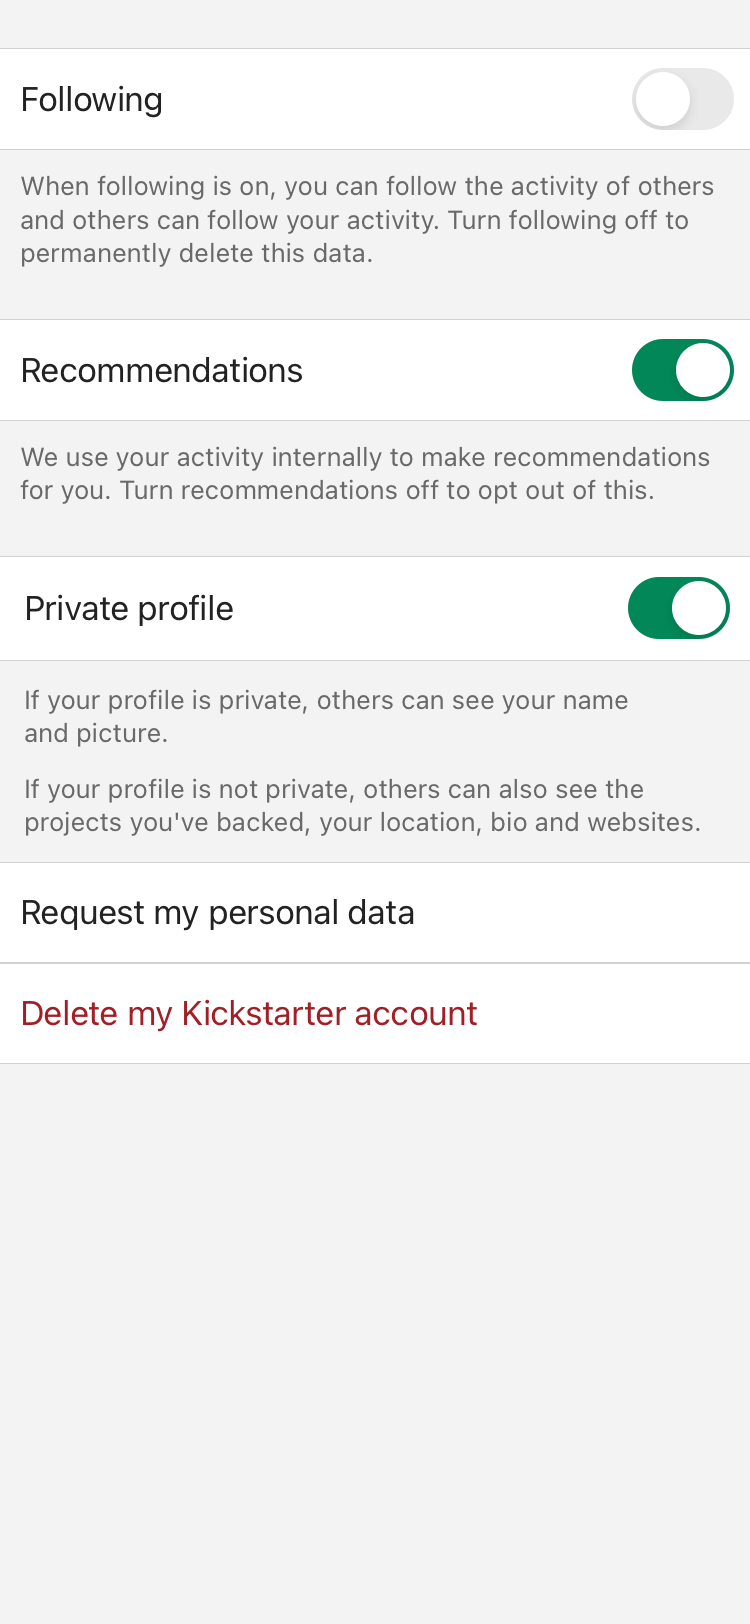 Following
When following is on, you can follow the activity of others
and others can follow your activity. Turn following off to
permanently delete this data.
Recommendations
We use your activity internally to make recommendations
for you. Turn recommendations off to opt out of this.
Private profile
If your profile is private, others can see your name
and picture.
If your profile is not private, others can also see the
projects you've backed, your location, bio and websites.
Request my personal data
Delete my Kickstarter account